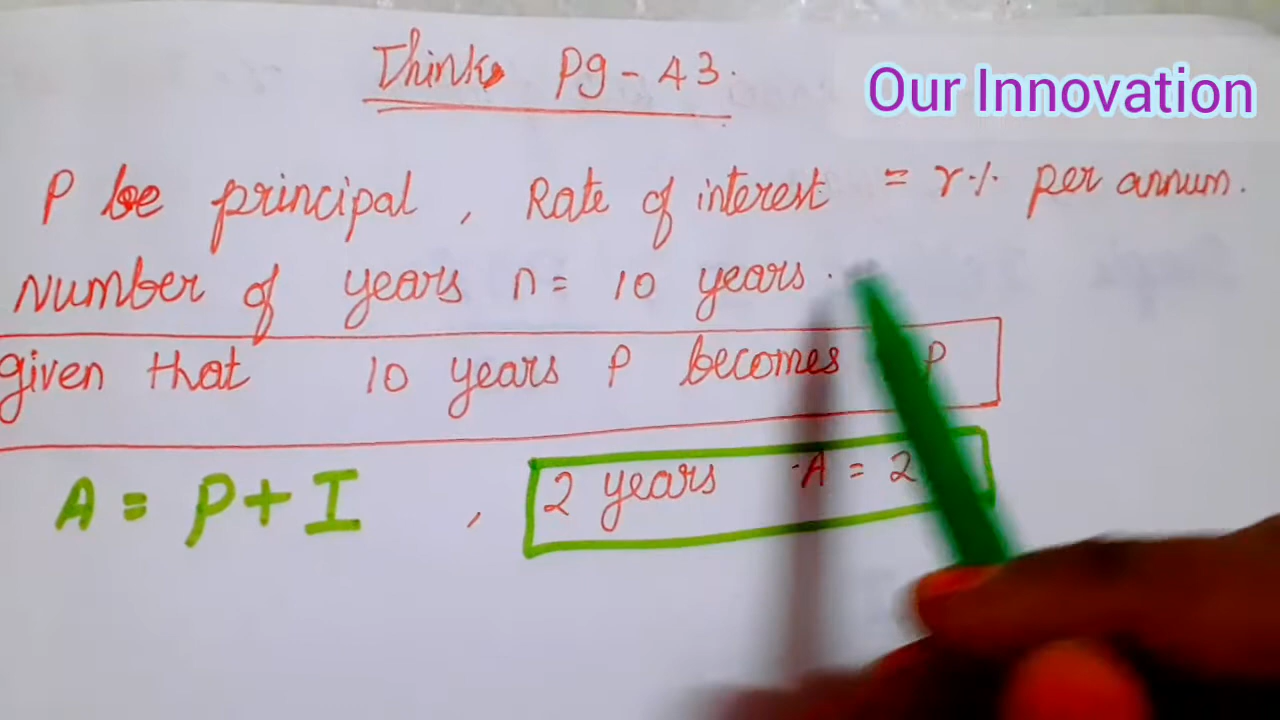 Think Pg - 43.
Our Innovation
P be principal, Rate of interest = r% per annum.
Number of years n = 10 years.
given that 10 years P becomes P
A = P + I , 2 years A = 2